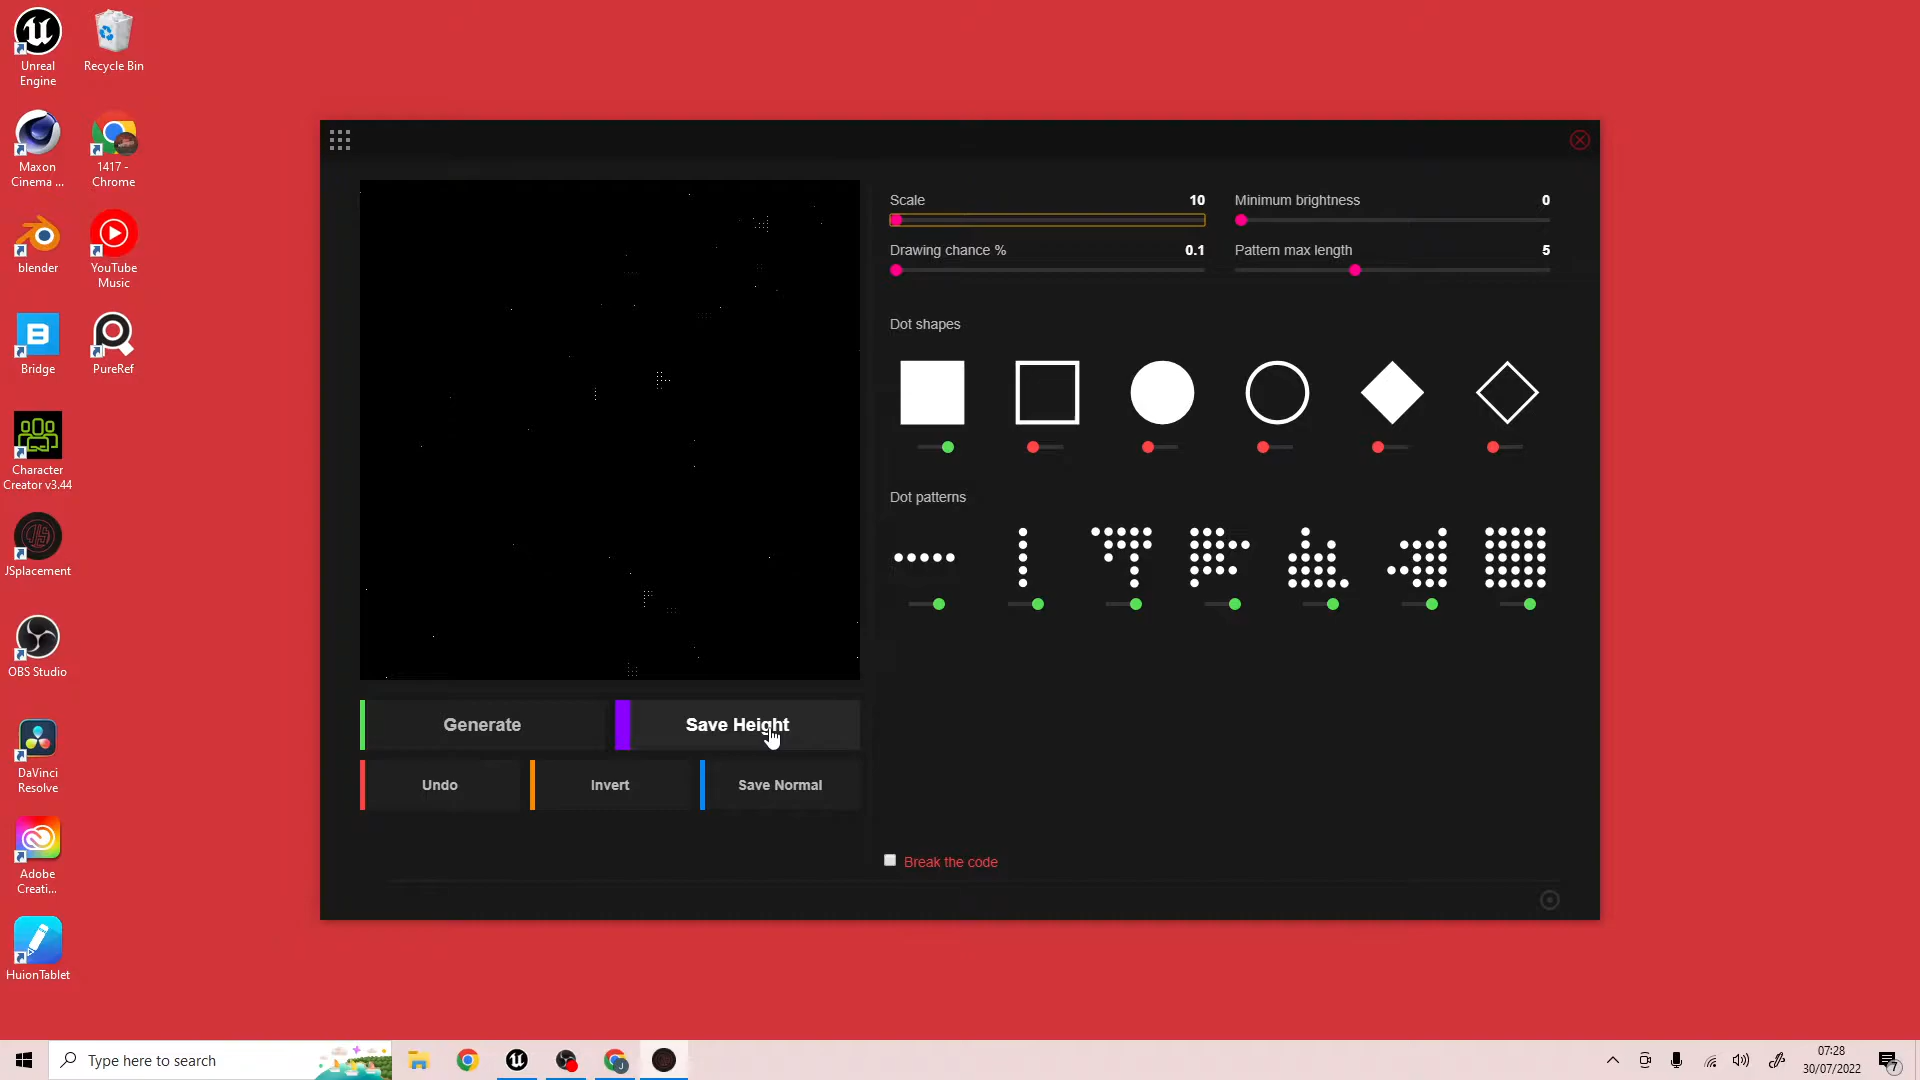 Unreal
Engine
Recycle Bin
Maxon
Cinema ...
1417 -
Chrome
blender
YouTube
Music
Bridge
PureRef
Character
Creator v3.44
JSplacement
OBS Studio
DaVinci
Resolve
Adobe
Creati...
HuionTablet
Scale
10
Minimum brightness
0
Drawing chance %
0.1
Pattern max length
5
Dot shapes
Dot patterns
Generate
Save Height
Undo
Invert
Save Normal
Break the code
Type here to search
07:28
30/07/2022
7